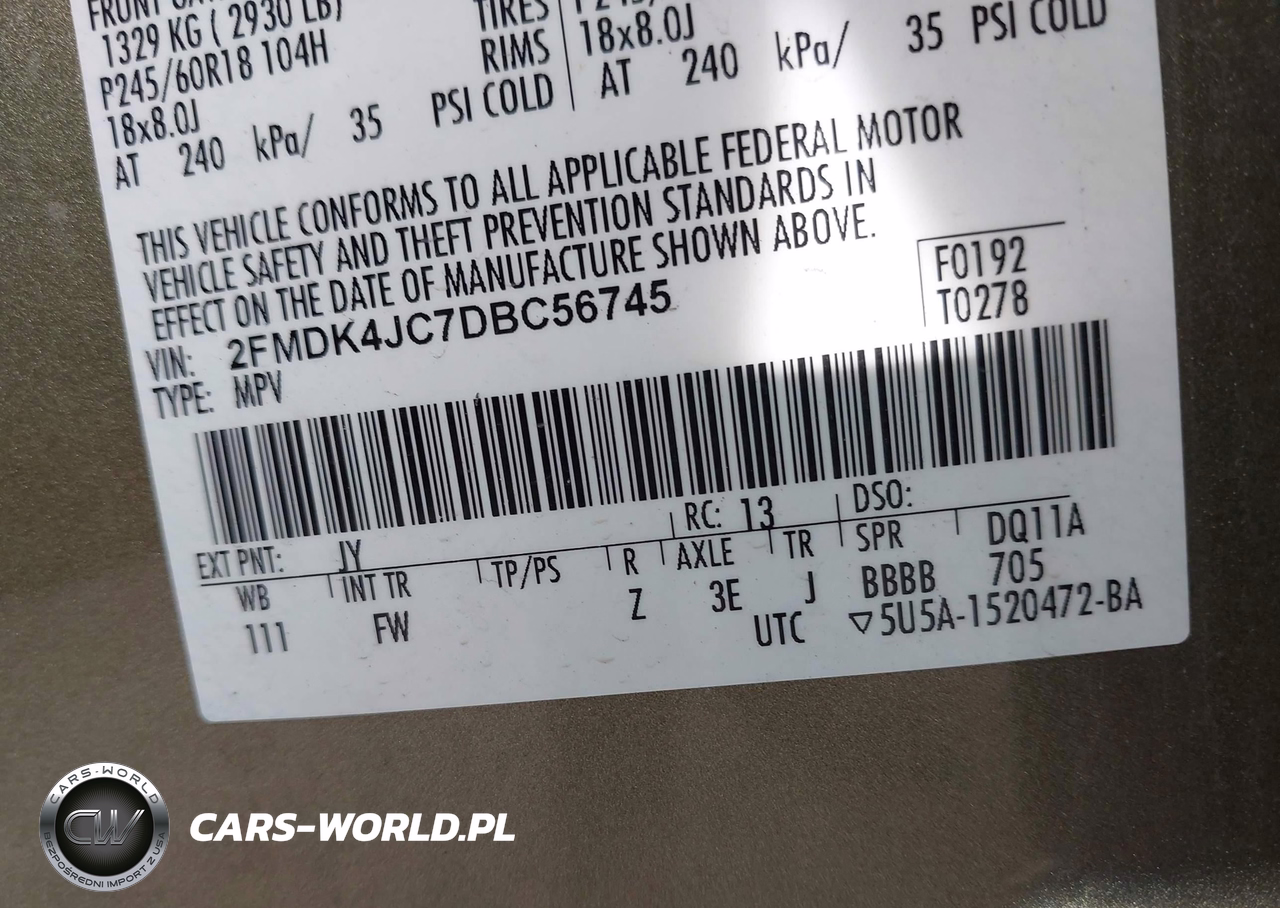 1329 KG ( 2930 LB) TIRES
P245/60R18 104H RIMS 18x8.0J
18x8.0J AT 240 kPa/ 35 PSI COLD
AT 240 kPa/ 35 PSI COLD
THIS VEHICLE CONFORMS TO ALL APPLICABLE FEDERAL MOTOR
VEHICLE SAFETY AND THEFT PREVENTION STANDARDS IN
EFFECT ON THE DATE OF MANUFACTURE SHOWN ABOVE.
VIN: 2FMDK4JC7DBC56745
TYPE: MPV
F0192
T0278
EXT PNT: JY RC: 13 DSO:
WB INT TR TP/PS R AXLE TR SPR DQ11A
111 FW Z 3E J BBBB 705
UTC ▽5U5A-1520472-BA
CARS-WORLD
CW
BEZPOŚREDNI IMPORT Z USA
CARS-WORLD.PL